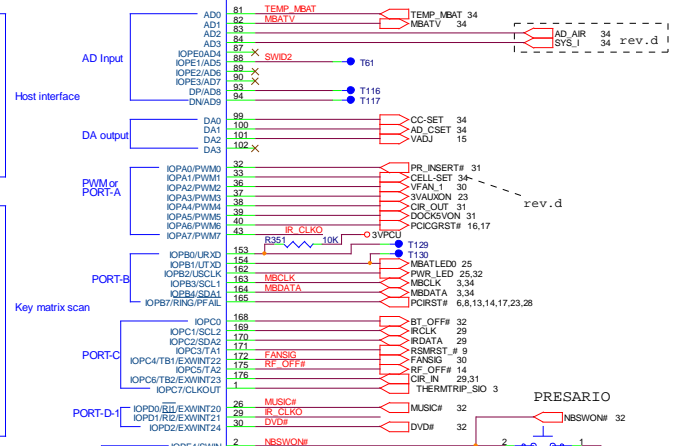 AD0 81 TEMP_MBAT TEMP_MBAT 34
AD1 82 MBATV MBATV 34
AD2 83 AD_AIR 34
AD3 84 SYS_I 34 rev.d
IOPE0AD4 87
AD Input IOPE1/AD5 88 SWID2 T61
IOPE2/AD6 89
IOPE3/AD7 90
DP/AD8 93 T116
Host interface DN/AD9 94 T117
DA0 99 CC-SET 34
DA output DA1 100 AD_CSET 34
DA2 101 VADJ 15
DA3 102
IOPA0/PWM0 32 PR_INSERT# 31
IOPA1/PWM1 33 CELL-SET 34
PWM or PORT-A IOPA2/PWM2 36 VFAN_1 30
IOPA3/PWM3 37 3VAUXON 23
IOPA4/PWM4 38 CIR_OUT 31 rev.d
IOPA5/PWM5 39 DOCK5VON 31
IOPA6/PWM6 40 PCICGRST# 16,17
IOPA7/PWM7 43 IR_CLKO 3VPCU
R351 10K T129
IOPB0/URXD 153 T130
IOPB1/UTXD 154 MBATLED0 25
IOPB2/USCLK 162 PWR_LED 25,32
PORT-B IOPB3/SCL1 163 MBCLK MBCLK 3,34
IOPB4/SDA1 164 MBDATA MBDATA 3,34
Key matrix scan IOPB7/RING/PFAIL 165 PCIRST# 6,8,13,14,15,17,23,28
IOPC0 168 BT_OFF# 32
IOPC1/SCL2 169 IRCLK 29
IOPC2/SDA2 170 IRDATA 29
IOPC3/TA1 171 RSMRST_# 9
PORT-C IOPC4/TB1/EXWINT22 172 FANSIG FANSIG 30
IOPC5/TA2 175 RF_OFF# RF_OFF# 14
IOPC6/TB2/EXWINT23 176 CIR_IN 29,31
IOPC7/CLKOUT 1 THERMTRIP_SIO 3
PRESARIO
PORT-D-1 IOPD0/RI1/EXWINT20 26 MUSIC# MUSIC# 32
IOPD1/RI2/EXWINT21 29 IR_CLKO NBSWON# 32
IOPD2/EXWINT24 30 DVD# DVD# 32
2 NBSWON# 2 1